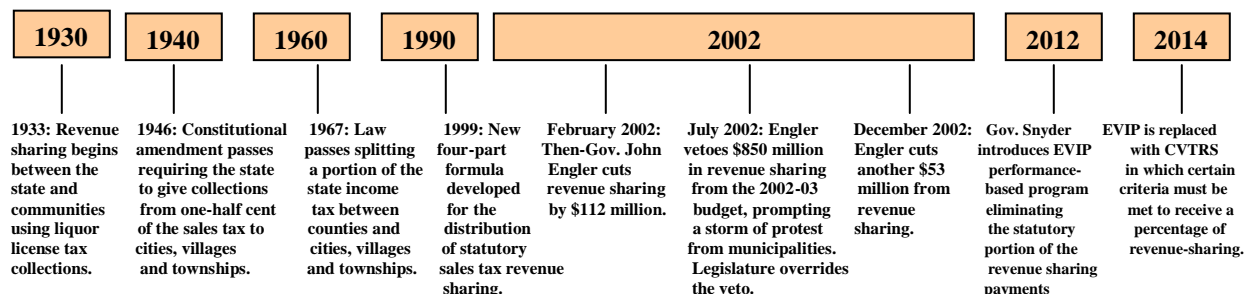 1930
1940
1960
1990
2002
2012
2014
1933: Revenue
sharing begins
between the
state and
communities
using liquor
license tax
collections.
1946: Constitutional
amendment passes
requiring the state
to give collections
from one-half cent
of the sales tax to
cities, villages
and townships.
1967: Law
passes splitting
a portion of the
state income
tax between
counties and
cities, villages
and townships.
1999: New
four-part
formula
developed
for the
distribution
of statutory
sales tax revenue
sharing.
February 2002:
Then-Gov. John
Engler cuts
revenue sharing
by $112 million.
July 2002: Engler
vetoes $850 million
in revenue sharing
from the 2002-03
budget, prompting
a storm of protest
from municipalities.
Legislature overrides
the veto.
December 2002:
Engler cuts
another $53
million from
revenue
sharing.
Gov. Snyder
introduces EVIP
performance-
based program
eliminating
the statutory
portion of the
revenue sharing
payments
EVIP is replaced
with CVTRS
in which certain
criteria must be
met to receive a
percentage of
revenue-sharing.